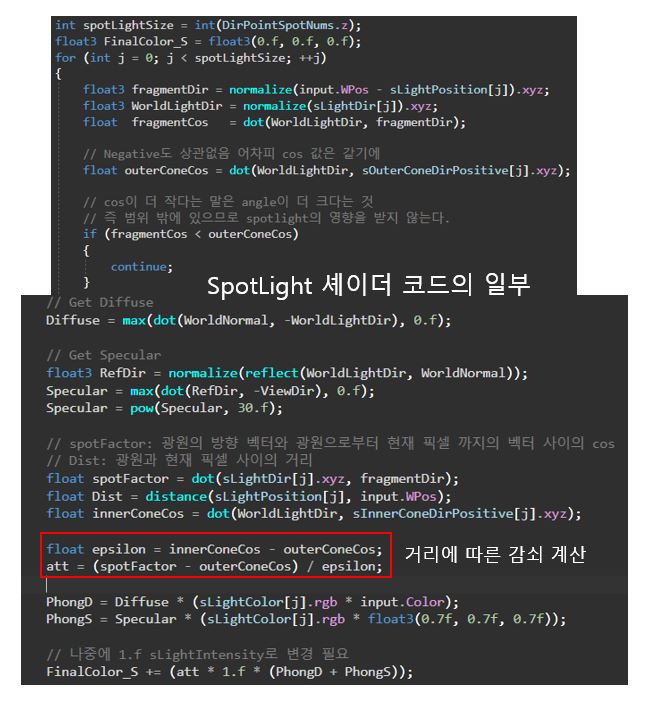 int spotLightSize = int(DirPointSpotNums.z);
float3 FinalColor_S = float3(0.f, 0.f, 0.f);
for (int j = 0; j < spotLightSize; ++j)
{
float3 fragmentDir = normalize(input.WPos - sLightPosition[j]).xyz;
float3 WorldLightDir = normalize(sLightDir[j]).xyz;
float  fragmentCos   = dot(WorldLightDir, fragmentDir);
// Negative도 상관없음 어차피 cos 값은 같기에
float outerConeCos = dot(WorldLightDir, sOuterConeDirPositive[j].xyz);
// cos이 더 작다는 말은 angle이 더 크다는 것
// 즉 범위 밖에 있으므로 spotlight의 영향을 받지 않는다.
if (fragmentCos < outerConeCos)
{
continue;
}
SpotLight 셰이더 코드의 일부
// Get Diffuse
Diffuse = max(dot(WorldNormal, -WorldLightDir), 0.f);
// Get Specular
float3 RefDir = normalize(reflect(WorldLightDir, WorldNormal));
Specular = max(dot(RefDir, -ViewDir), 0.f);
Specular = pow(Specular, 30.f);
// spotFactor: 광원의 방향 벡터와 광원으로부터 현재 픽셀 까지의 벡터 사이의 cos
// Dist: 광원과 현재 픽셀 사이의 거리
float spotFactor = dot(sLightDir[j].xyz, fragmentDir);
float Dist = distance(sLightPosition[j], input.WPos);
float innerConeCos = dot(WorldLightDir, sInnerConeDirPositive[j].xyz);
float epsilon = innerConeCos - outerConeCos;
att = (spotFactor - outerConeCos) / epsilon;
거리에 따른 감쇠 계산
PhongD = Diffuse * (sLightColor[j].rgb * input.Color);
PhongS = Specular * (sLightColor[j].rgb * float3(0.7f, 0.7f, 0.7f));
// 나중에 1.f sLightIntensity로 변경 필요
FinalColor_S += (att * 1.f * (PhongD + PhongS));